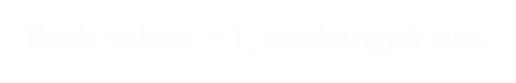 Both values = 1, unchanged size.